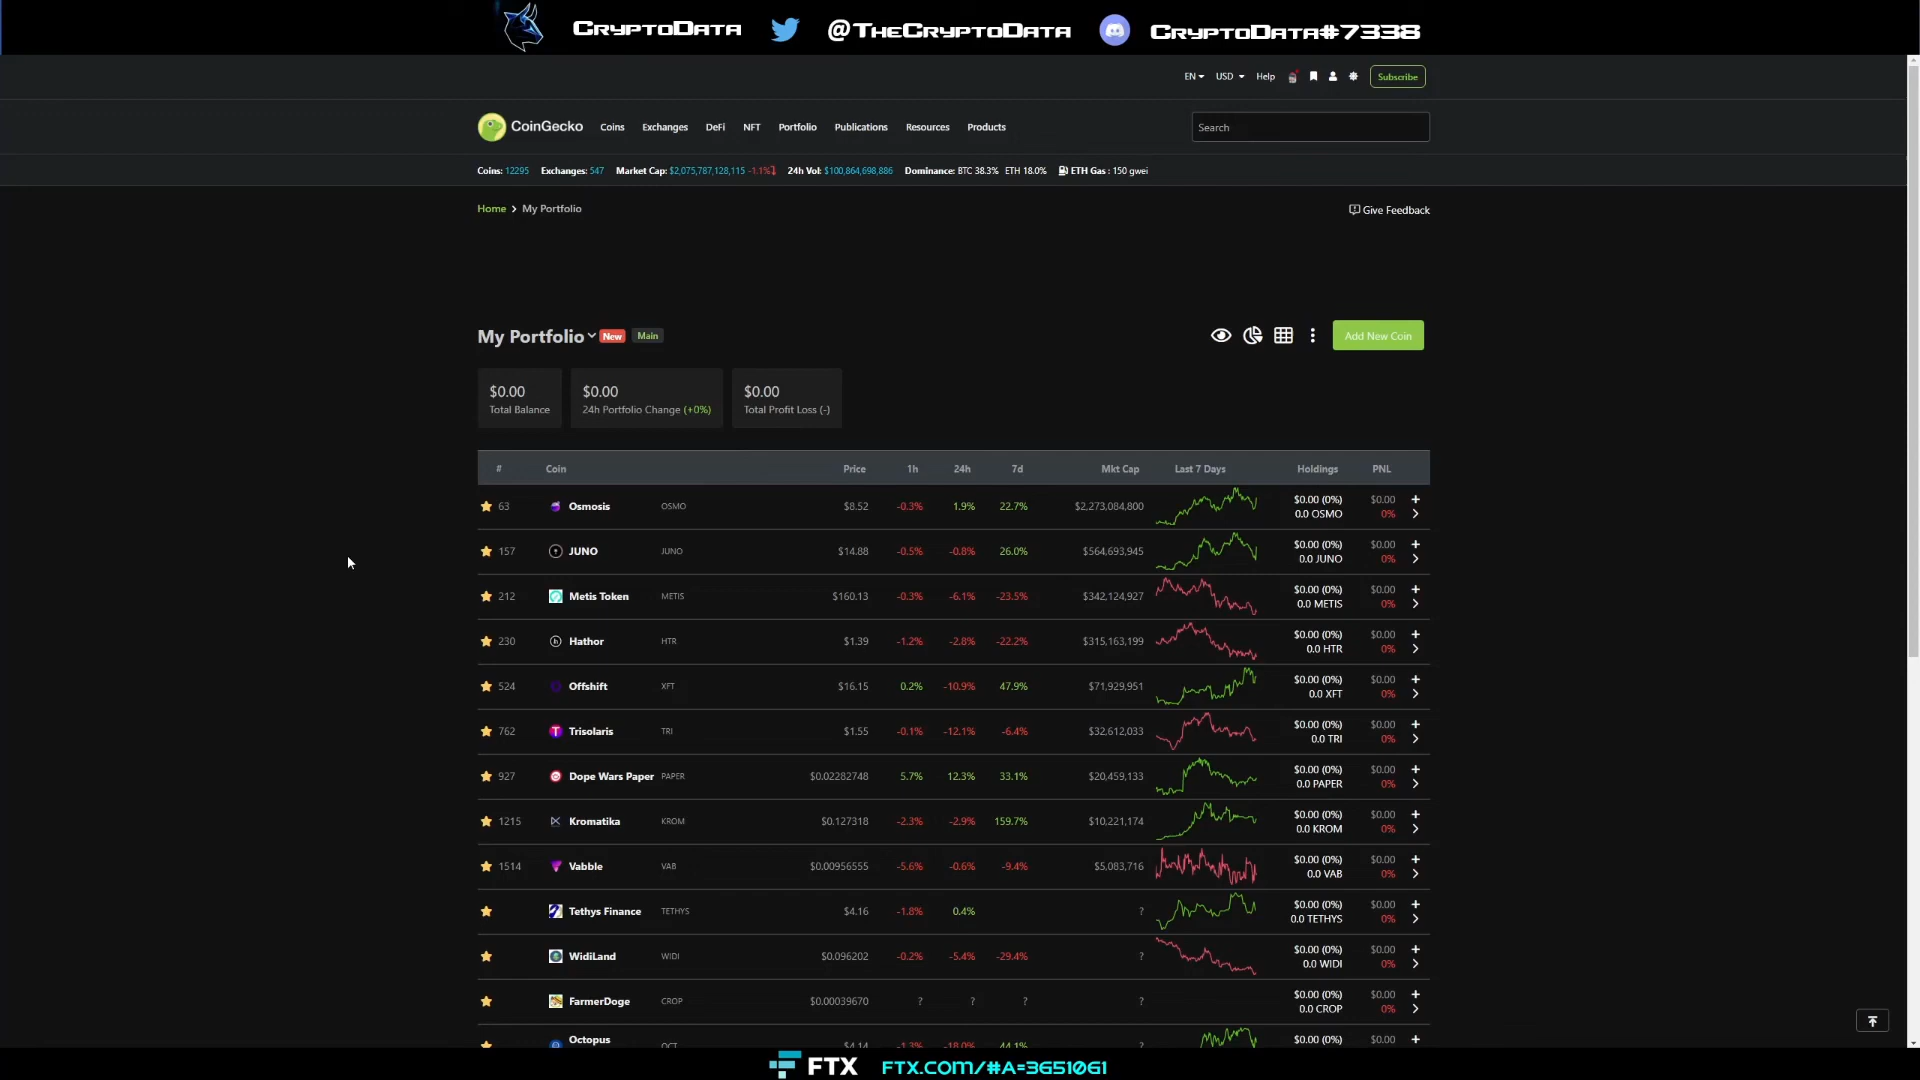 CryptoData @TheCryptoData CryptoData#7338
EN USD Help Subscribe
CoinGecko Coins Exchanges DeFi NFT Portfolio Publications Resources Products Search
Coins: 12295 Exchanges: 547 Market Cap: $2,075,787,128,115 -1.1% 24h Vol: $100,864,698,886 Dominance: BTC 38.3% ETH 18.0% ETH Gas : 150 gwei
Home > My Portfolio Give Feedback
My Portfolio New Main Add New Coin
$0.00 $0.00 $0.00
Total Balance 24h Portfolio Change (+0%) Total Profit Loss (-)
# Coin Price 1h 24h 7d Mkt Cap Last 7 Days Holdings PNL
63 Osmosis OSMO $8.52 -0.3% 1.9% 22.7% $2,273,084,800 $0.00 (0%) $0.00 +
0.0 OSMO 0%
157 JUNO JUNO $14.88 -0.5% -0.8% 26.0% $564,693,945 $0.00 (0%) $0.00 +
0.0 JUNO 0%
212 Metis Token METIS $160.13 -0.3% -6.1% -23.5% $342,124,927 $0.00 (0%) $0.00 +
0.0 METIS 0%
230 Hathor HTR $1.39 -1.2% -2.8% -22.2% $315,163,199 $0.00 (0%) $0.00 +
0.0 HTR 0%
524 Offshift XFT $16.15 0.2% -10.9% 47.9% $71,929,951 $0.00 (0%) $0.00 +
0.0 XFT 0%
762 Trisolaris TRI $1.55 -0.1% -12.1% -6.4% $32,612,033 $0.00 (0%) $0.00 +
0.0 TRI 0%
927 Dope Wars Paper PAPER $0.02282748 5.7% 12.3% 33.1% $20,459,133 $0.00 (0%) $0.00 +
0.0 PAPER 0%
1215 Kromatika KROM $0.127318 -2.3% -2.9% 159.7% $10,221,174 $0.00 (0%) $0.00 +
0.0 KROM 0%
1514 Vabble VAB $0.00956555 -5.6% -0.6% -9.4% $5,083,716 $0.00 (0%) $0.00 +
0.0 VAB 0%
Tethys Finance TETHYS $4.16 -1.8% 0.4% ? $0.00 (0%) $0.00 +
0.0 TETHYS 0%
WidiLand WIDI $0.096202 -0.2% -5.4% -29.4% ? $0.00 (0%) $0.00 +
0.0 WIDI 0%
FarmerDoge CROP $0.00039670 ? ? ? ? $0.00 (0%) $0.00 +
0.0 CROP 0%
Octopus OCT $4.14 -1.3% -18.0% 44.1% ? $0.00 (0%) $0.00 +
FTX FTX.com/#a=3651061